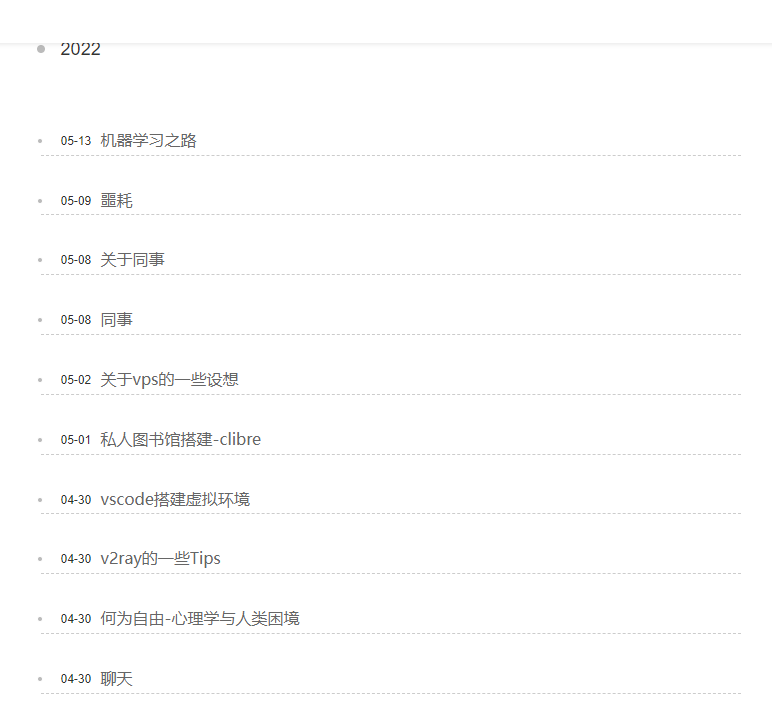 2022
05-13 机器学习之路
05-09 噩耗
05-08 关于同事
05-08 同事
05-02 关于vps的一些设想
05-01 私人图书馆搭建-clibre
04-30 vscode搭建虚拟环境
04-30 v2ray的一些Tips
04-30 何为自由-心理学与人类困境
04-30 聊天